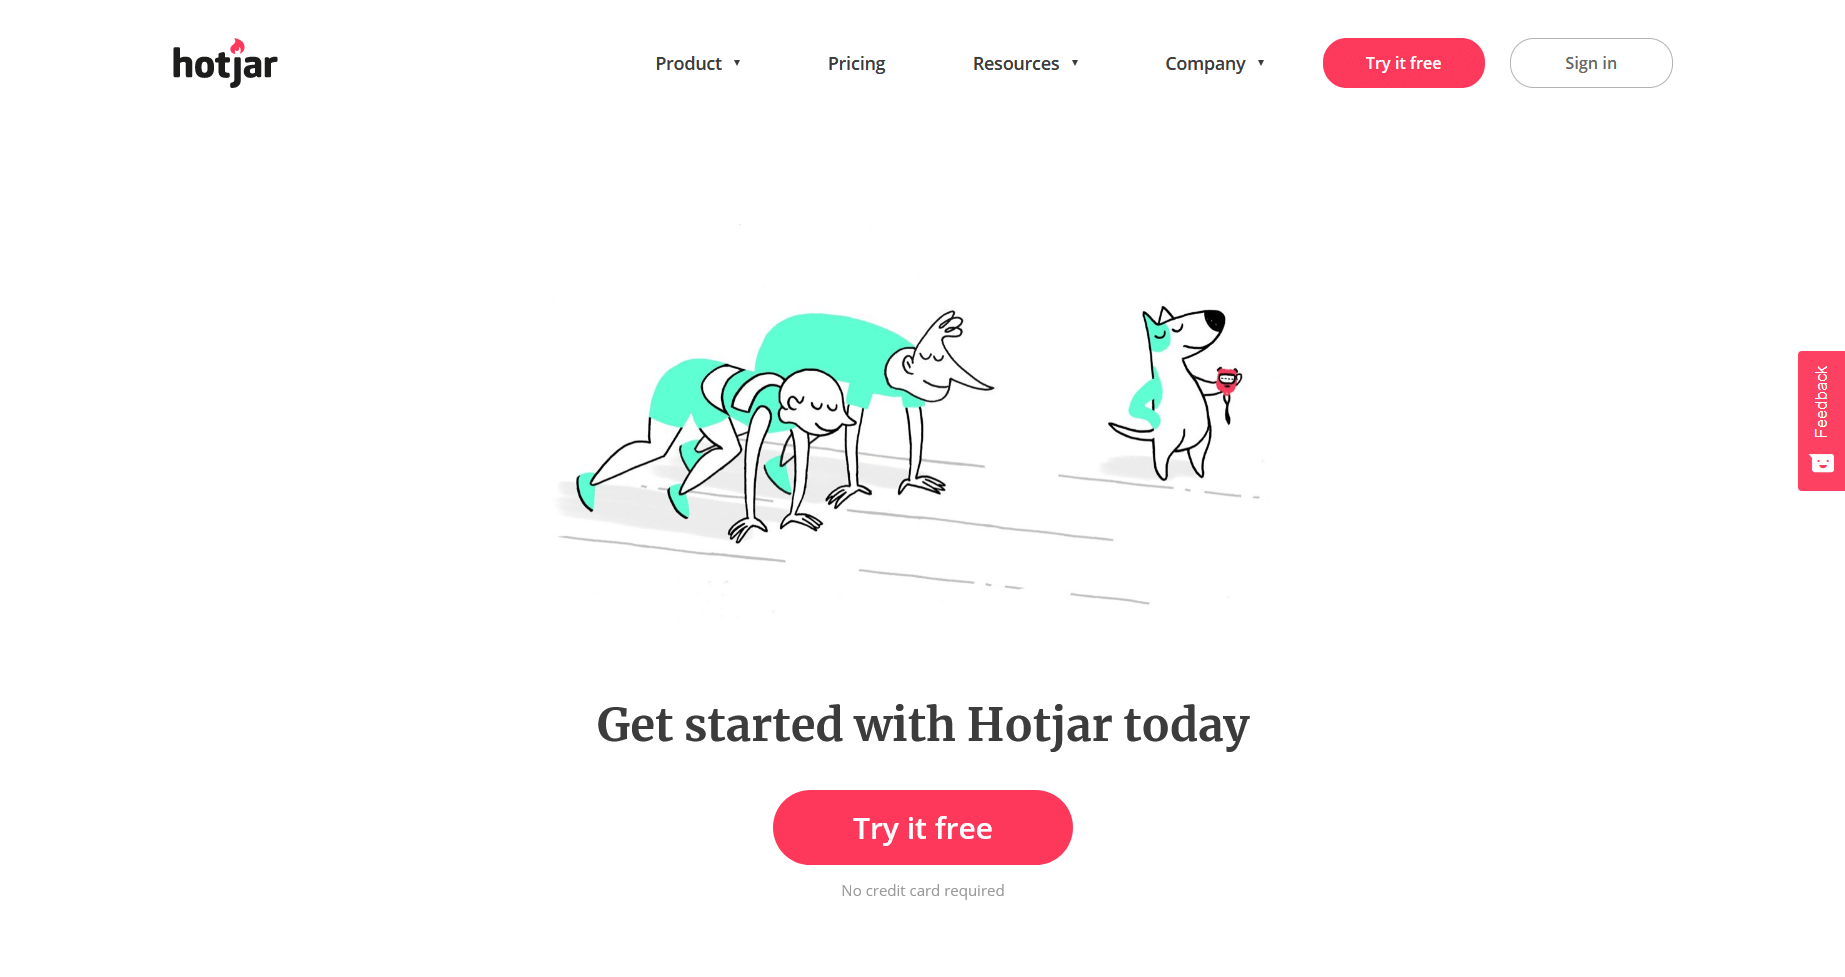 hotjar
Product ▼
Pricing
Resources ▼
Company ▼
Try it free
Sign in
Feedback
Get started with Hotjar today
Try it free
No credit card required